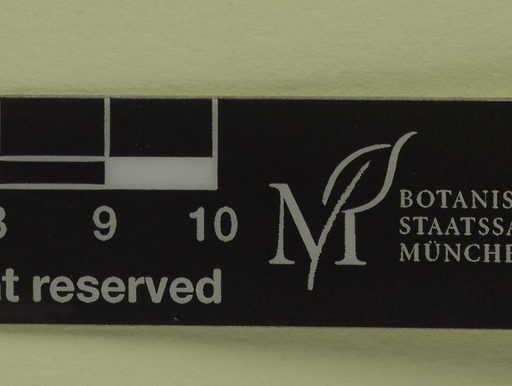 9 10
reserved
M
BOTANIS
STAATSSA
MÜNCHE